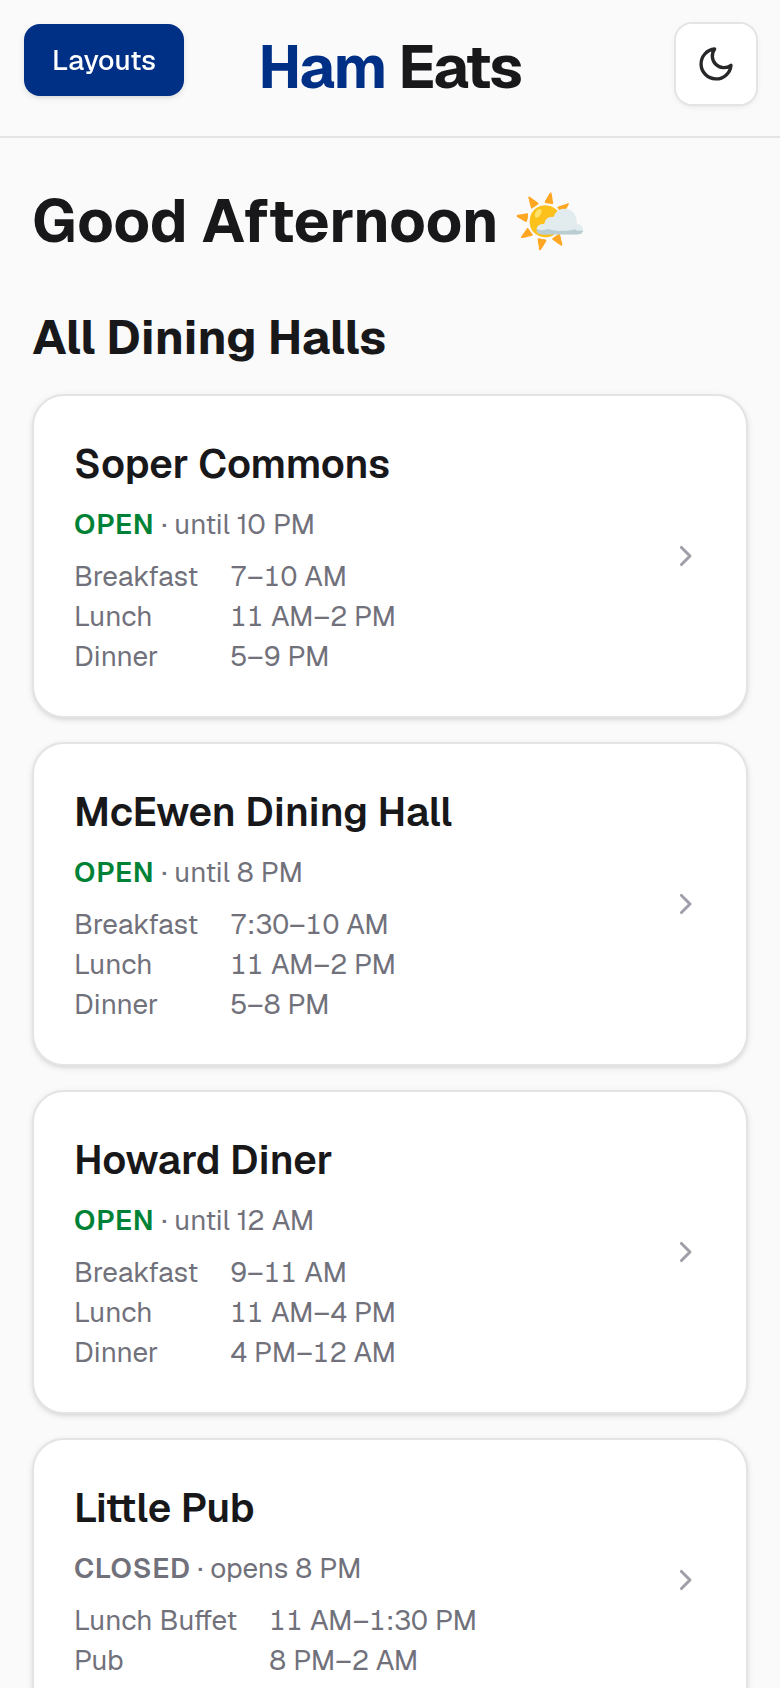 Layouts
Ham Eats
Good Afternoon 🌤️
All Dining Halls
Soper Commons
OPEN · until 10 PM
Breakfast 7–10 AM
Lunch 11 AM–2 PM
Dinner 5–9 PM
McEwen Dining Hall
OPEN · until 8 PM
Breakfast 7:30–10 AM
Lunch 11 AM–2 PM
Dinner 5–8 PM
Howard Diner
OPEN · until 12 AM
Breakfast 9–11 AM
Lunch 11 AM–4 PM
Dinner 4 PM–12 AM
Little Pub
CLOSED · opens 8 PM
Lunch Buffet 11 AM–1:30 PM
Pub 8 PM–2 AM